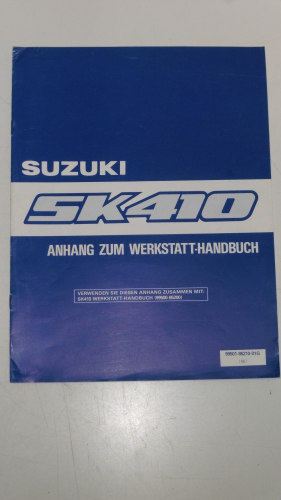 SUZUKI
SK410
ANHANG ZUM WERKSTATT-HANDBUCH
VERWENDEN SIE DIESEN ANHANG ZUSAMMEN MIT:
SK410 WERKSTATT-HANDBUCH